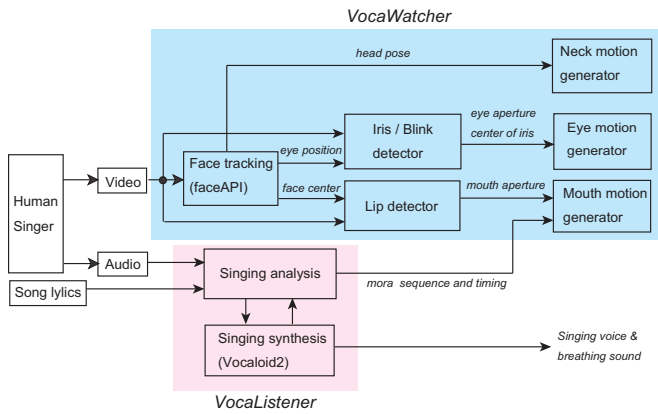 VocaWatcher
head pose
Neck motion
generator
Iris / Blink
detector
eye aperture
center of iris
Eye motion
generator
eye position
Face tracking
(faceAPI)
face center
Lip detector
mouth aperture
Mouth motion
generator
Human
Singer
Video
Audio
Song lylics
Singing analysis
mora sequence and timing
Singing synthesis
(Vocaloid2)
Singing voice &
breathing sound
VocaListener